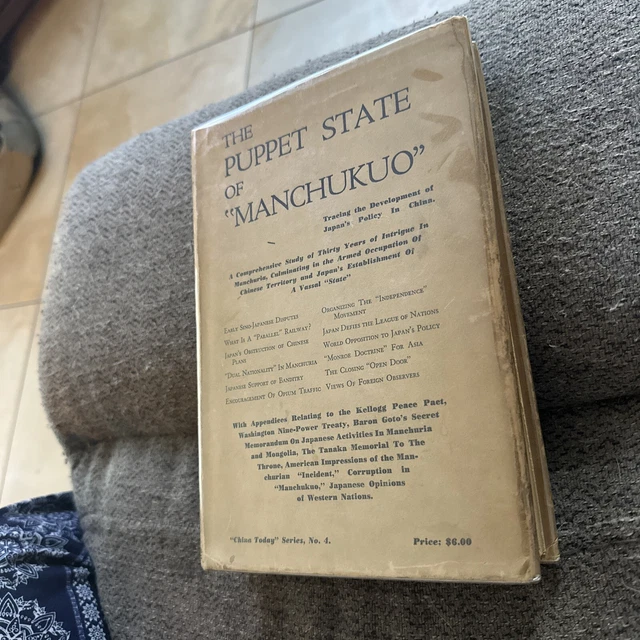 THE
PUPPET STATE
OF
"MANCHUKUO"
Tracing the Development of
Japan's Policy In China.
A Comprehensive Study of Thirty Years of Intrigue In
Manchuria, Culminating in the Armed Occupation Of
Chinese Territory and Japan's Establishment Of
A Vassal "State"
Early Sino-Japanese Disputes
What Is A "Parallel" Railway?
Japan's Obstruction of Chinese
Plans
"Dual Nationality" In Manchuria
Japanese Support of Banditry
Encouragement Of Opium Traffic
Organizing The "Independence"
Movement
Japan Defies the League of Nations
World Opposition to Japan's Policy
"Monroe Doctrine" For Asia
The Closing "Open Door"
Views Of Foreign Observers
With Appendices Relating to the Kellogg Peace Pact,
Washington Nine-Power Treaty, Baron Goto's Secret
Memorandum On Japanese Activities In Manchuria
and Mongolia, The Tanaka Memorial To The
Throne, American Impressions of the Man-
churian "Incident," Corruption in
"Manchukuo," Japanese Opinions
of Western Nations.
"China Today" Series, No. 4.
Price: $6.00